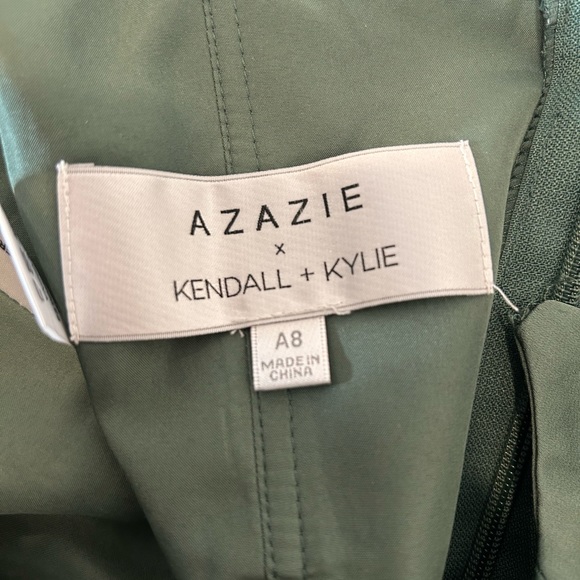 AZAZIE
x
KENDALL + KYLIE
A8
MADE IN
CHINA